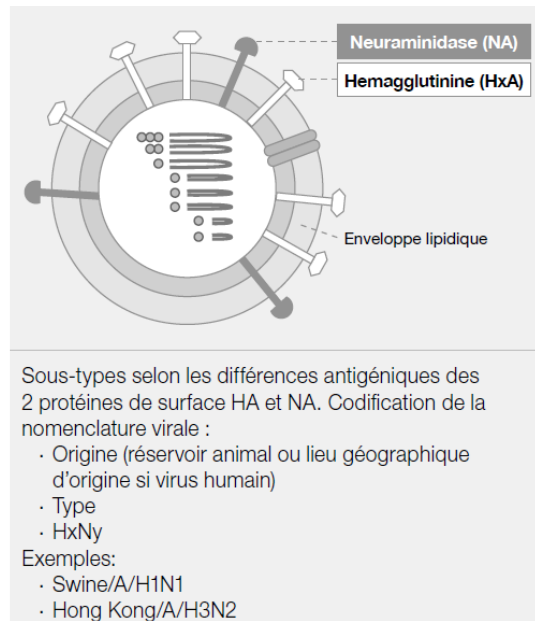 Neuraminidase (NA)
Hemagglutinine (HxA)
Enveloppe lipidique
Sous-types selon les différences antigéniques des
2 protéines de surface HA et NA. Codification de la
nomenclature virale :
· Origine (réservoir animal ou lieu géographique
d’origine si virus humain)
· Type
· HxNy
Exemples:
· Swine/A/H1N1
· Hong Kong/A/H3N2